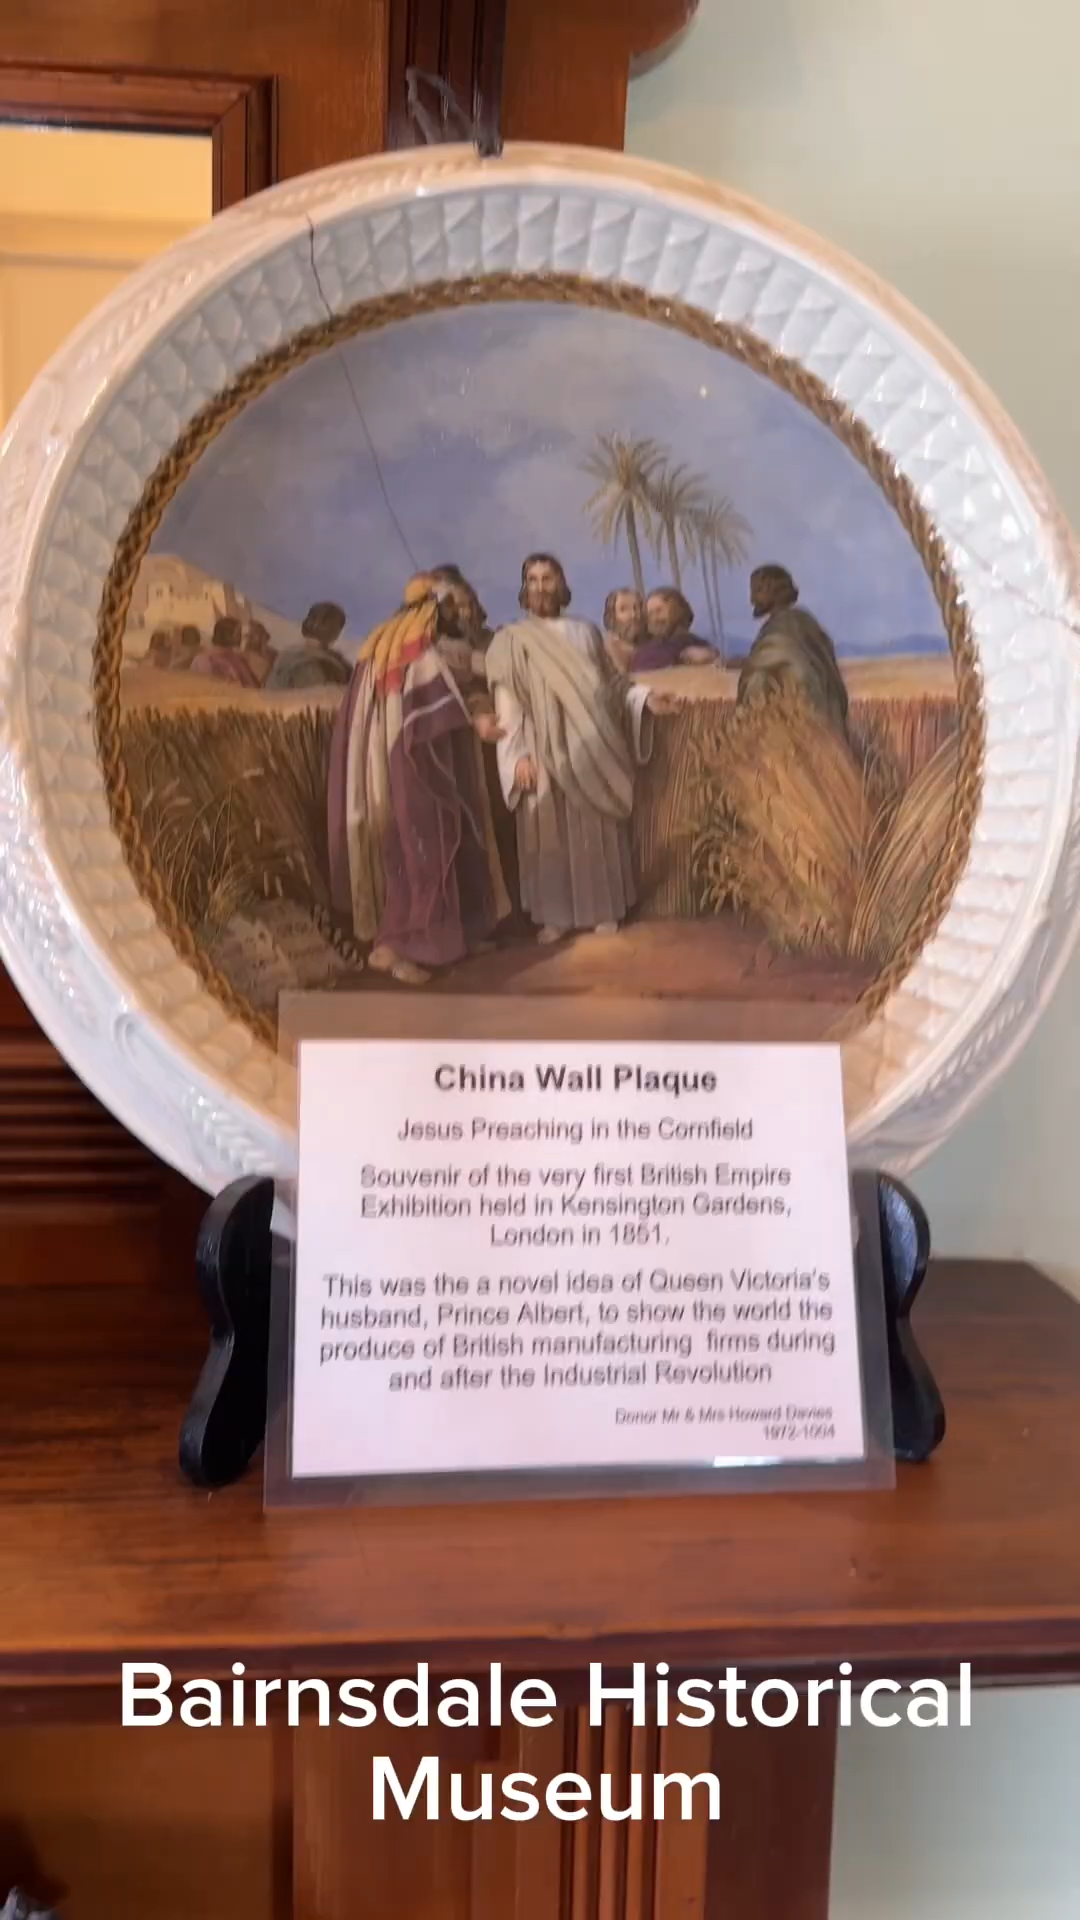 China Wall Plaque
Jesus Preaching in the Cornfield
Souvenir of the very first British Empire
Exhibition held in Kensington Gardens,
London in 1851.
This was the a novel idea of Queen Victoria's
husband, Prince Albert, to show the world the
produce of British manufacturing firms during
and after the Industrial Revolution
Donor Mr & Mrs Howard Davies
Bairnsdale Historical
Museum